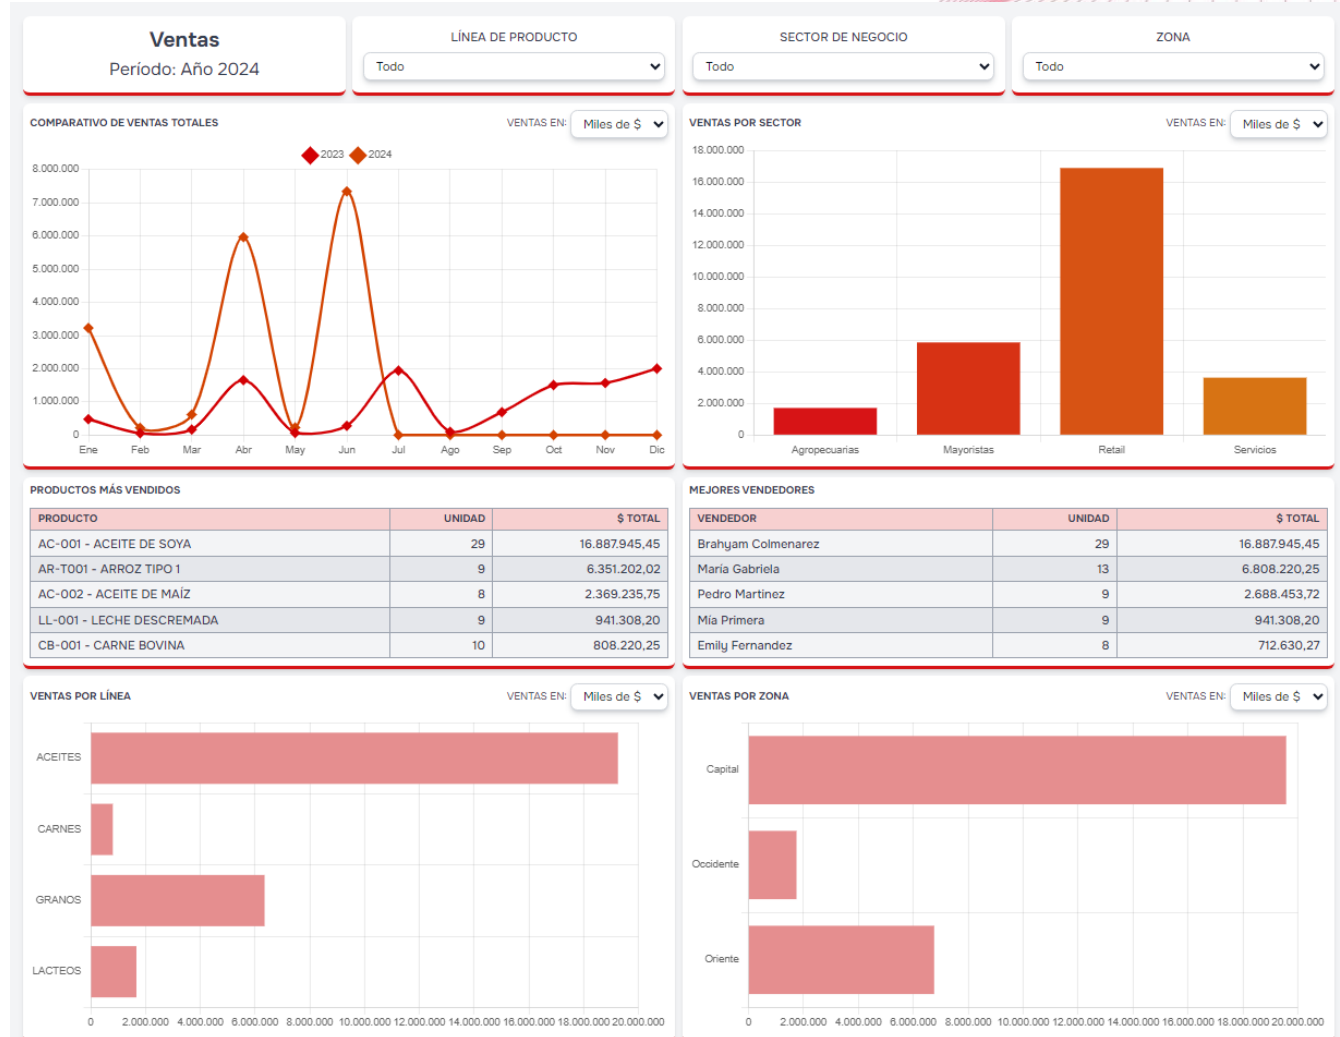 Ventas
Período: Año 2024
LÍNEA DE PRODUCTO
Todo
SECTOR DE NEGOCIO
Todo
ZONA
Todo
COMPARATIVO DE VENTAS TOTALES
VENTAS EN: Miles de $
2023 2024
8.000.000
7.000.000
6.000.000
5.000.000
4.000.000
3.000.000
2.000.000
1.000.000
0
Ene Feb Mar Abr May Jun Jul Ago Sep Oct Nov Dic
VENTAS POR SECTOR
VENTAS EN: Miles de $
18.000.000
16.000.000
14.000.000
12.000.000
10.000.000
8.000.000
6.000.000
4.000.000
2.000.000
0
Agropecuarias Mayoristas Retail Servicios
PRODUCTOS MÁS VENDIDOS
PRODUCTO UNIDAD $ TOTAL
AC-001 - ACEITE DE SOYA 29 16.887.945,45
AR-T001 - ARROZ TIPO 1 9 6.351.202,02
AC-002 - ACEITE DE MAÍZ 8 2.369.235,75
LL-001 - LECHE DESCREMADA 9 941.308,20
CB-001 - CARNE BOVINA 10 808.220,25
MEJORES VENDEDORES
VENDEDOR UNIDAD $ TOTAL
Brahyam Colmenarez 29 16.887.945,45
María Gabriela 13 6.808.220,25
Pedro Martinez 9 2.688.453,72
Mía Primera 9 941.308,20
Emily Fernandez 8 712.630,27
VENTAS POR LÍNEA
VENTAS EN: Miles de $
ACEITES
CARNES
GRANOS
LACTEOS
0 2.000.000 4.000.000 6.000.000 8.000.000 10.000.000 12.000.000 14.000.000 16.000.000 18.000.000 20.000.000
VENTAS POR ZONA
VENTAS EN: Miles de $
Capital
Occidente
Oriente
0 2.000.000 4.000.000 6.000.000 8.000.000 10.000.000 12.000.000 14.000.000 16.000.000 18.000.000 20.000.000